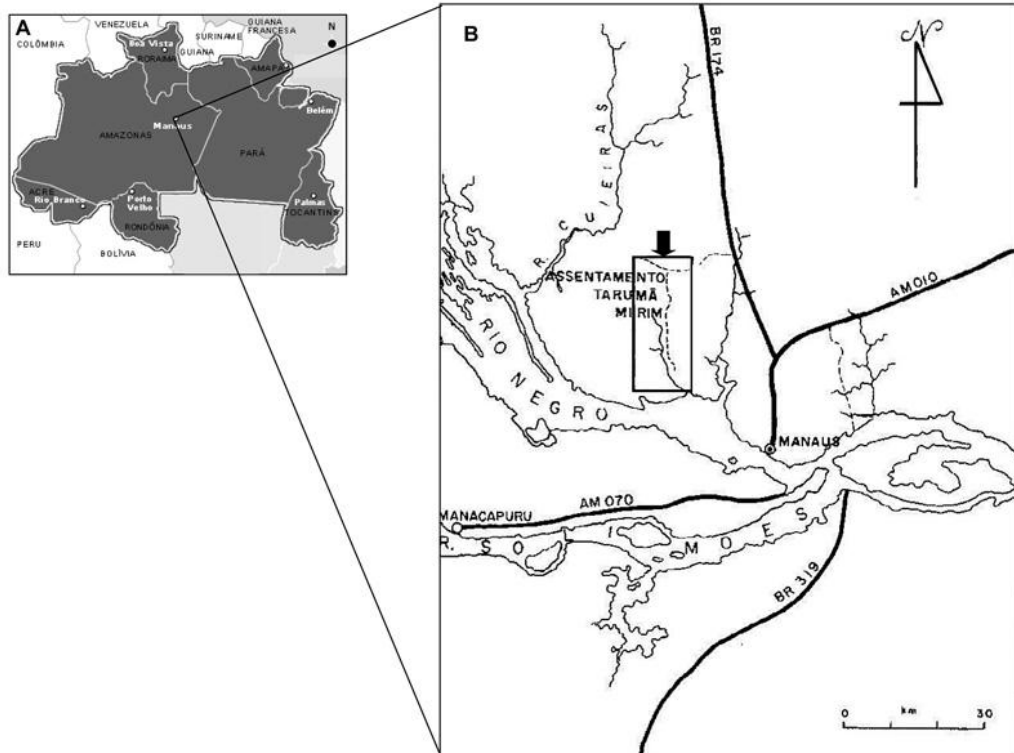 A
N
VENEZUELA
COLÔMBIA
SURINAME
GUIANA
FRANCESA
GUIANA
Boa Vista
RORAIMA
AMAPÁ
Belém
Manaus
AMAZONAS
PARÁ
ACRE
Rio Branco
Porto
Velho
RONDÔNIA
Palmas
TOCANTINS
PERU
BOLÍVIA
B
N
BR 174
R. CUIEIRAS
ASSENTAMENTO
TARUMÃ
MIRIM
AM 010
RIO NEGRO
MANAUS
AM 070
MANACAPURU
R. SO I MOES
BR 319
0 km 30